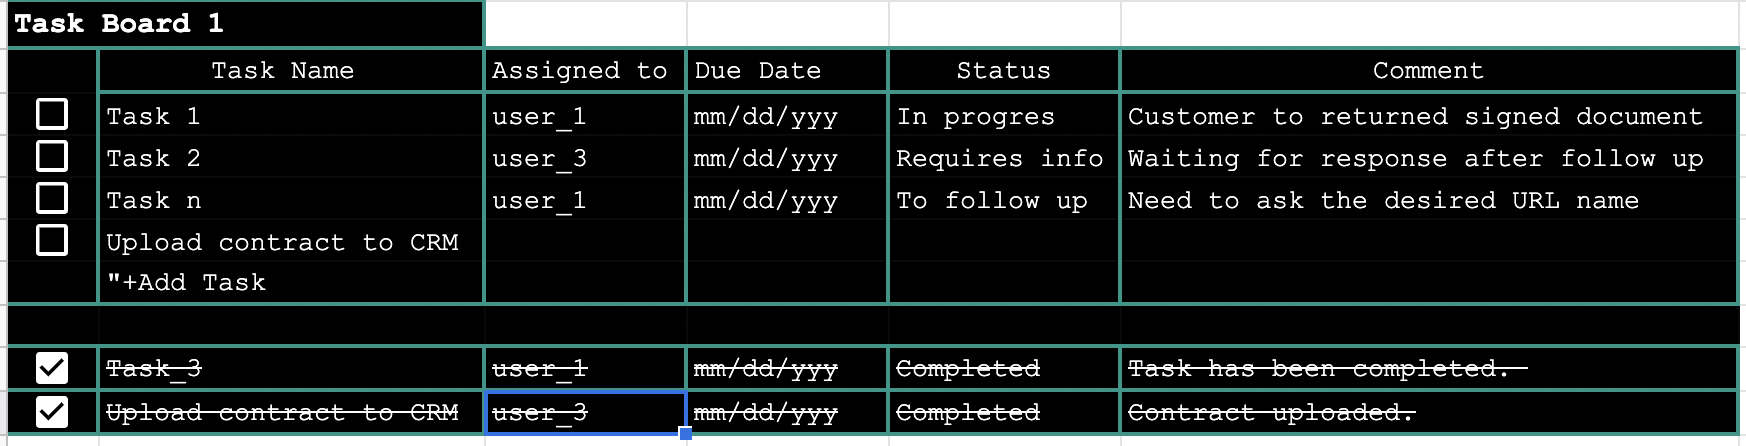 Task Board 1
Task Name Assigned to Due Date Status Comment
Task 1 user_1 mm/dd/yyy In progres Customer to returned signed document
Task 2 user_3 mm/dd/yyy Requires info Waiting for response after follow up
Task n user_1 mm/dd/yyy To follow up Need to ask the desired URL name
Upload contract to CRM
"+Add Task
Task_3 user_1 mm/dd/yyy Completed Task has been completed.
Upload contract to CRM user_3 mm/dd/yyy Completed Contract uploaded.